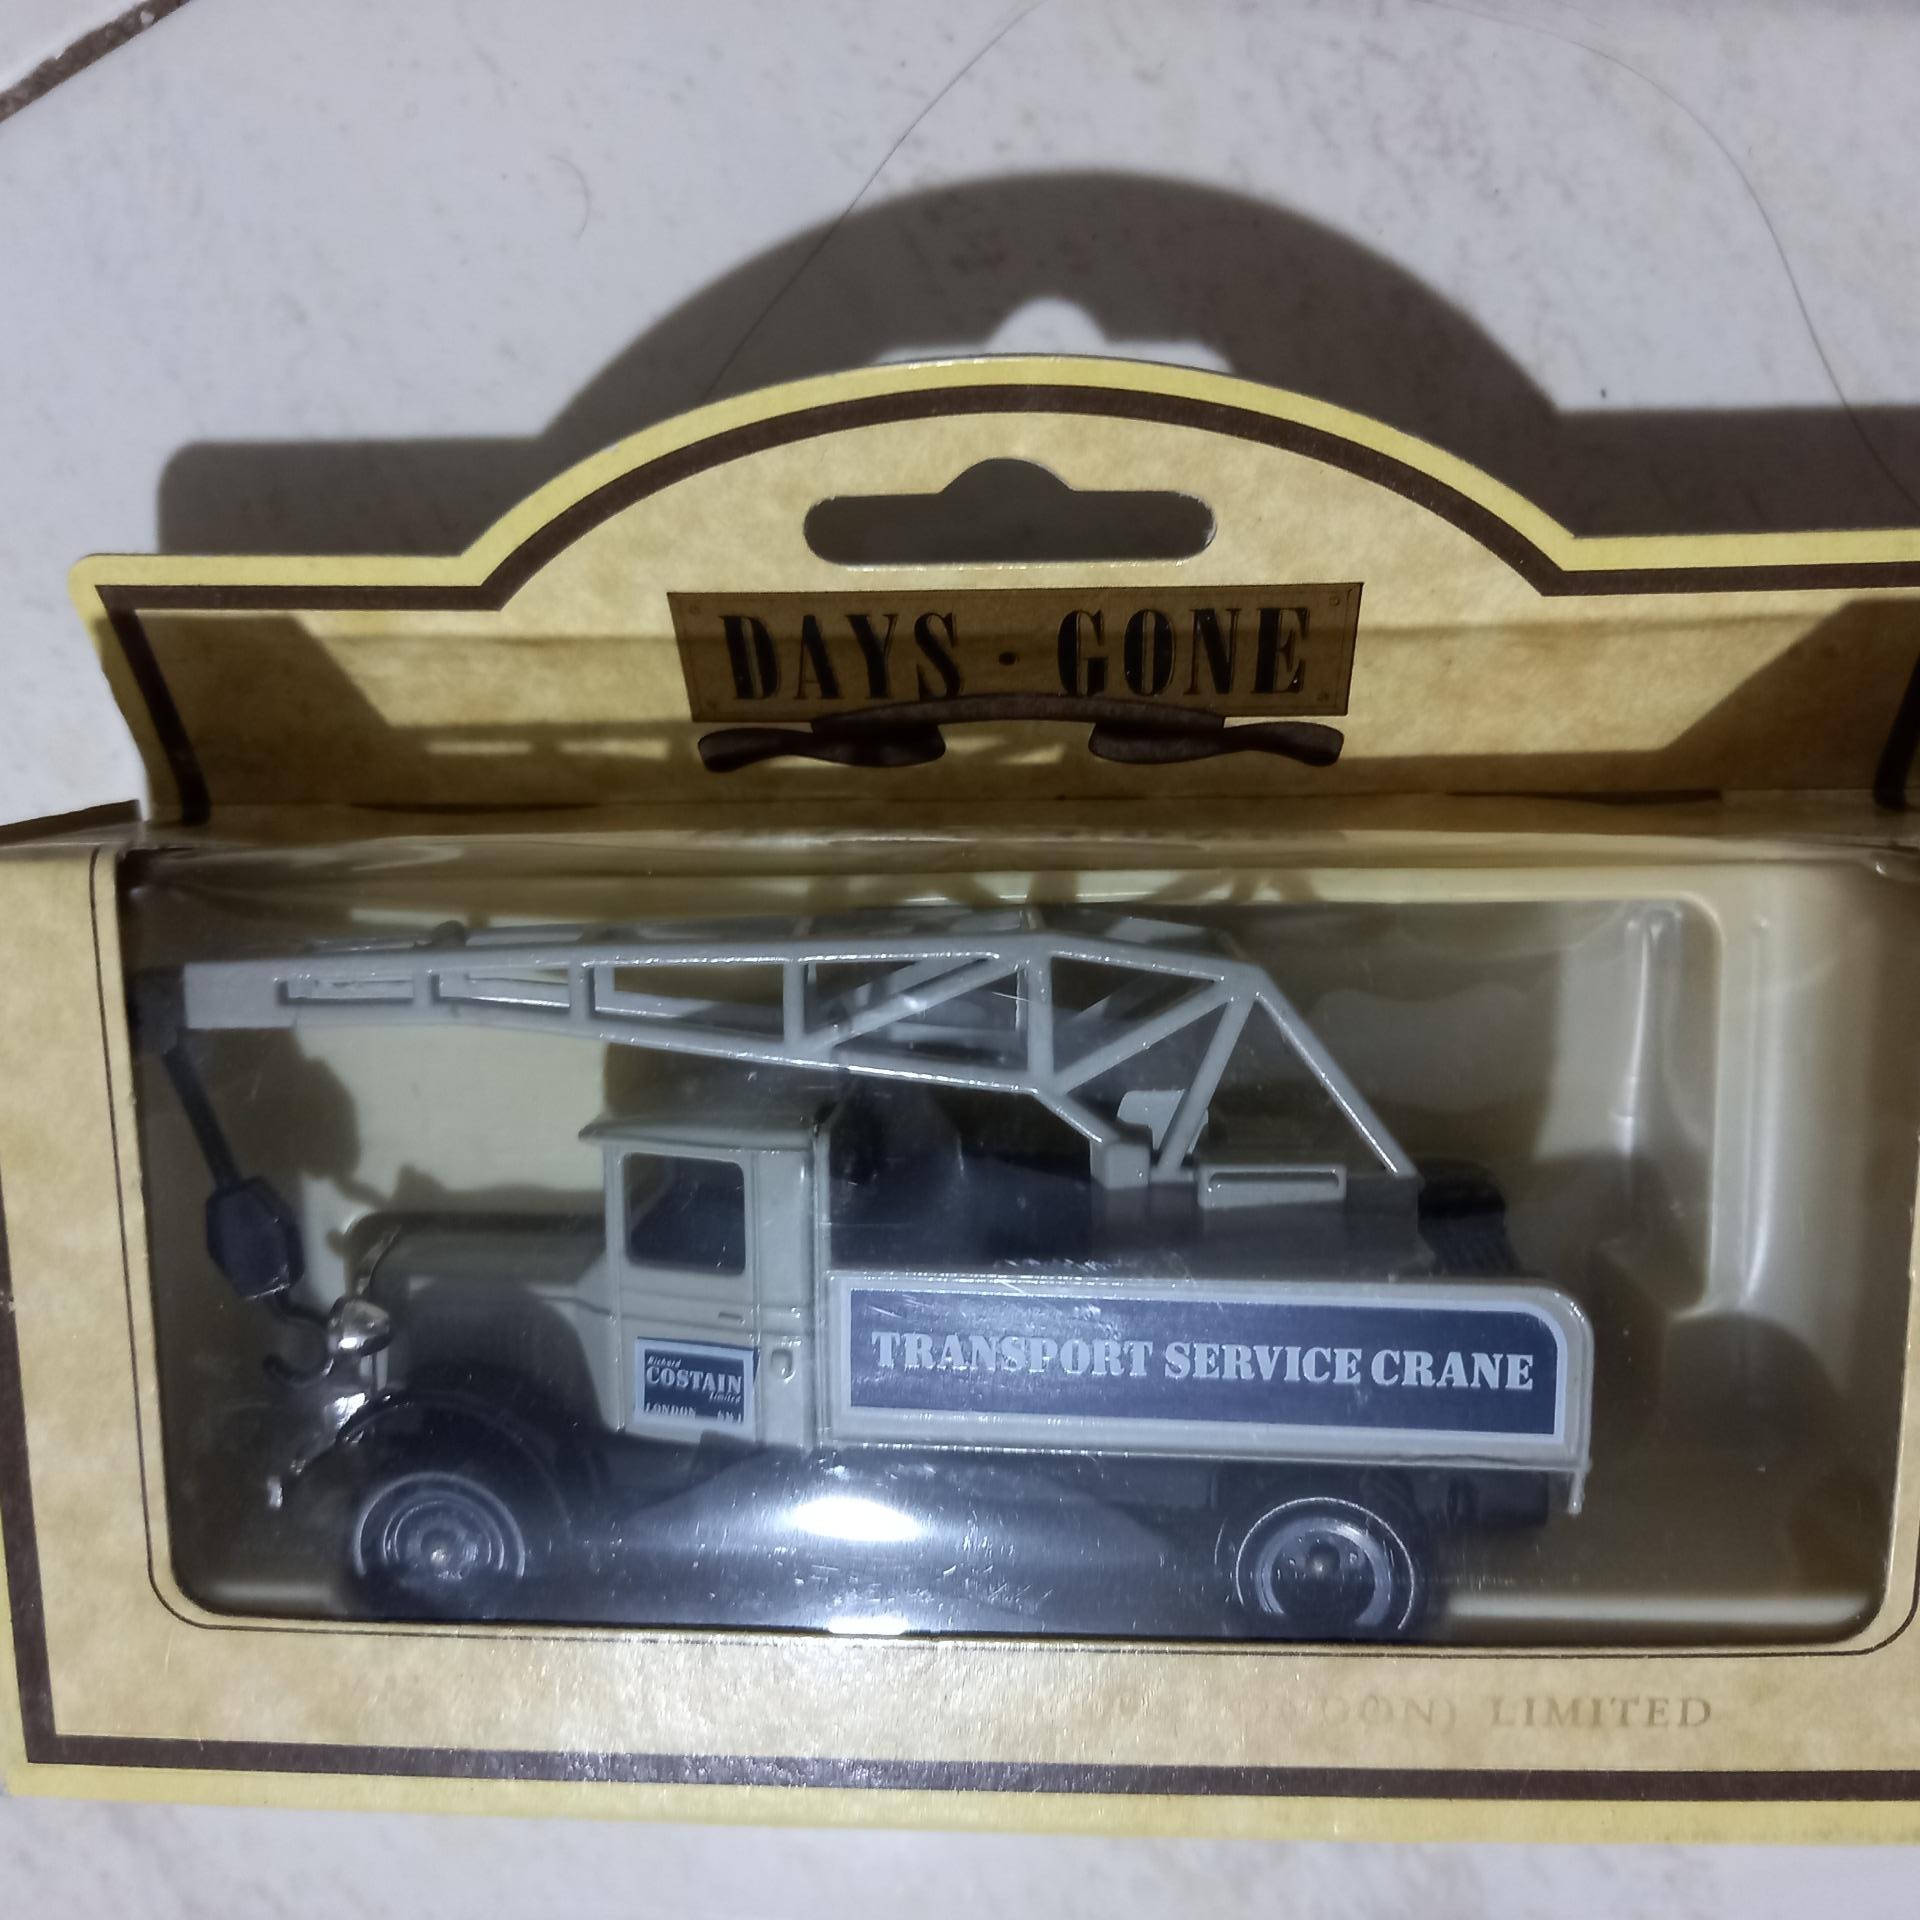 DAYS · GONE
TRANSPORT SERVICE CRANE
Richard
COSTAIN
Limited
LONDON
LIMITED